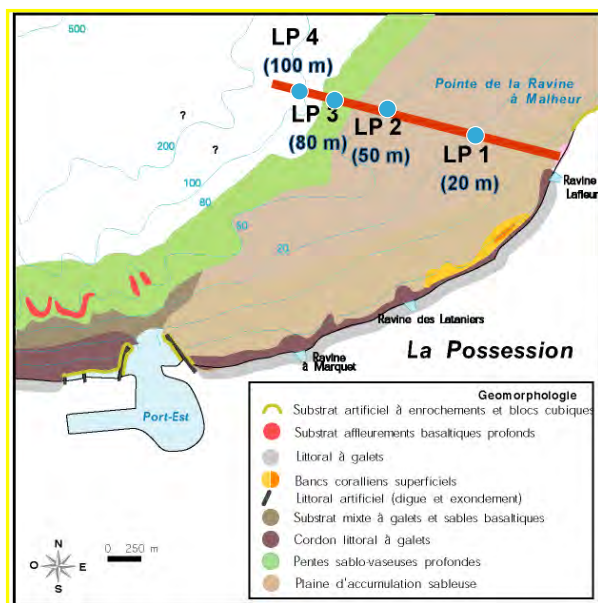 500
LP 4
(100 m)
Pointe de la Ravine
à Malheur
?
LP 3
(80 m)
LP 2
(50 m)
LP 1
(20 m)
?
200
100
80
50
20
Ravine
Lafleur
Ravine des Lataniers
La Possession
Ravine
à Marquet
Port-Est
Geomorphologie
Substrat artificiel à enrochements et blocs cubiques
Substrat affleurements basaltiques profonds
Littoral à galets
Bancs coralliens superficiels
Littoral artificiel (digue et exondement)
Substrat mixte à galets et sables basaltiques
Cordon littoral à galets
Pentes sablo-vaseuses profondes
Plaine d'accumulation sableuse
N
O
E
S
0 250 m